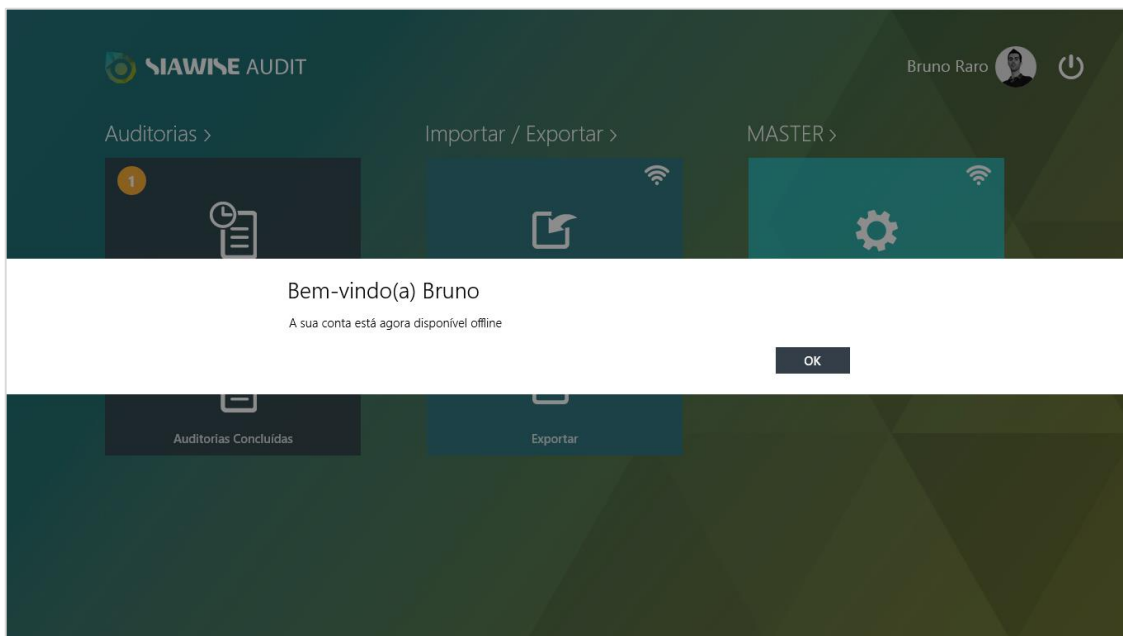 SIAWISE AUDIT
Bruno Raro
Auditorias >
Importar / Exportar >
MASTER >
1
Bem-vindo(a) Bruno
A sua conta está agora disponível offline
OK
Auditorias Concluídas
Exportar